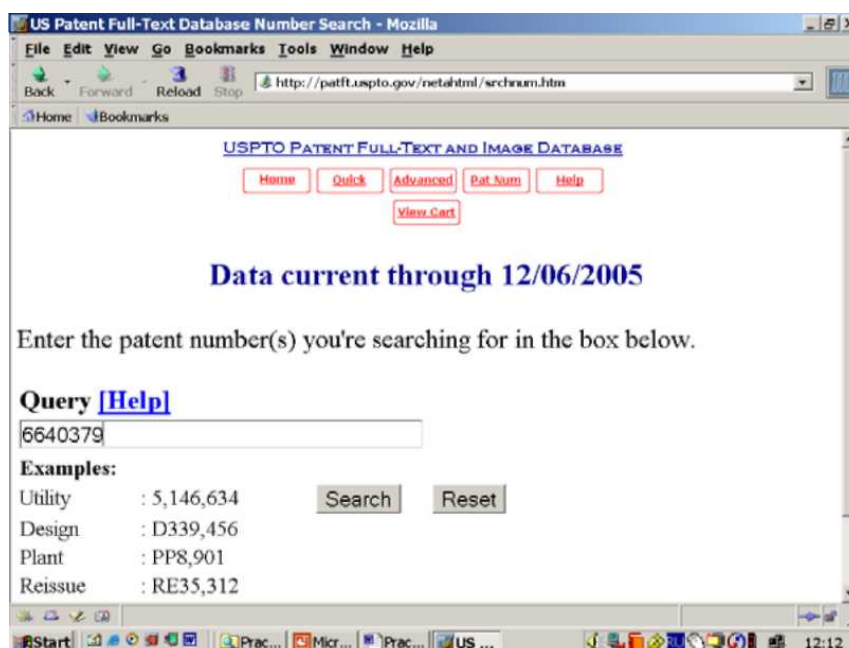 US Patent Full-Text Database Number Search - Mozilla
File Edit View Go Bookmarks Tools Window Help
Back Forward Reload Stop http://patft.uspto.gov/netahtml/srchnum.htm
Home Bookmarks
USPTO PATENT FULL-TEXT AND IMAGE DATABASE
Home Quick Advanced Pat Num Help
View Cart
Data current through 12/06/2005
Enter the patent number(s) you're searching for in the box below.
Query [Help]
6640379
Examples:
Utility : 5,146,634 Search Reset
Design : D339,456
Plant : PP8,901
Reissue : RE35,312
Start Prac... Micr... Prac... US ... 12:12